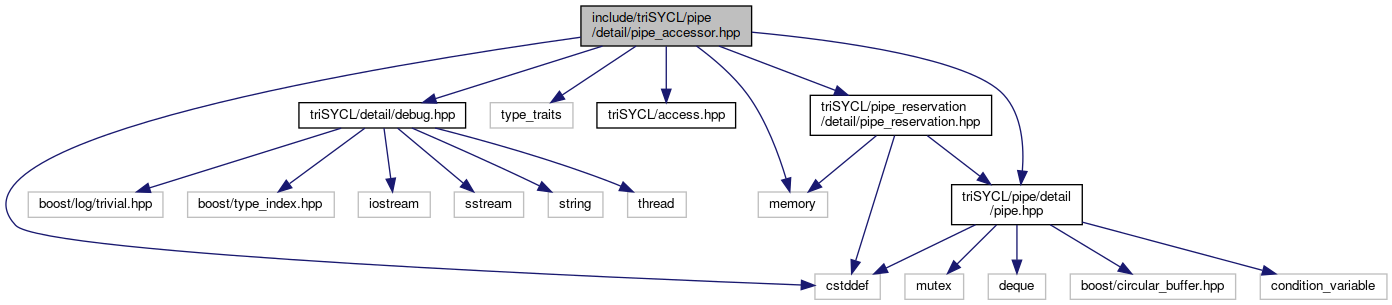 include/triSYCL/pipe
/detail/pipe_accessor.hpp
triSYCL/detail/debug.hpp
type_traits
triSYCL/access.hpp
triSYCL/pipe_reservation
/detail/pipe_reservation.hpp
boost/log/trivial.hpp
boost/type_index.hpp
iostream
sstream
string
thread
memory
triSYCL/pipe/detail
/pipe.hpp
cstddef
mutex
deque
boost/circular_buffer.hpp
condition_variable